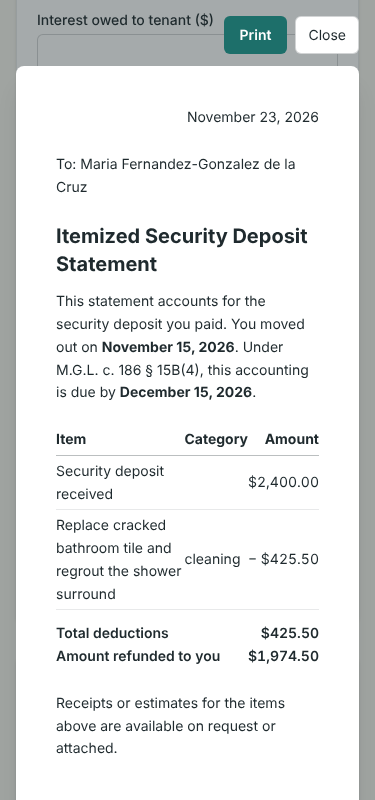 Interest owed to tenant ($)
Print
Close
November 23, 2026
To: Maria Fernandez-Gonzalez de la
Cruz
Itemized Security Deposit
Statement
This statement accounts for the
security deposit you paid. You moved
out on November 15, 2026. Under
M.G.L. c. 186 § 15B(4), this accounting
is due by December 15, 2026.
Item Category Amount
Security deposit
received
$2,400.00
Replace cracked
bathroom tile and
regrout the shower
surround
cleaning − $425.50
Total deductions $425.50
Amount refunded to you $1,974.50
Receipts or estimates for the items
above are available on request or
attached.